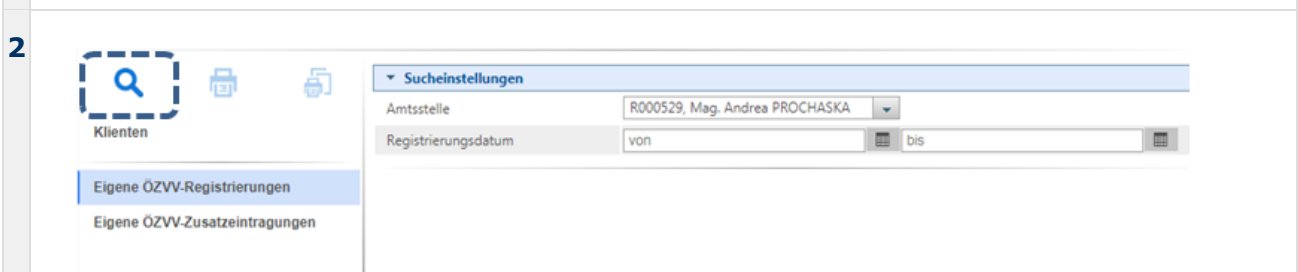 2
Sucheinstellungen
Amtsstelle R000529, Mag. Andrea PROCHASKA
Klienten
Registrierungsdatum von bis
Eigene ÖZVV-Registrierungen
Eigene ÖZVV-Zusatzeintragungen